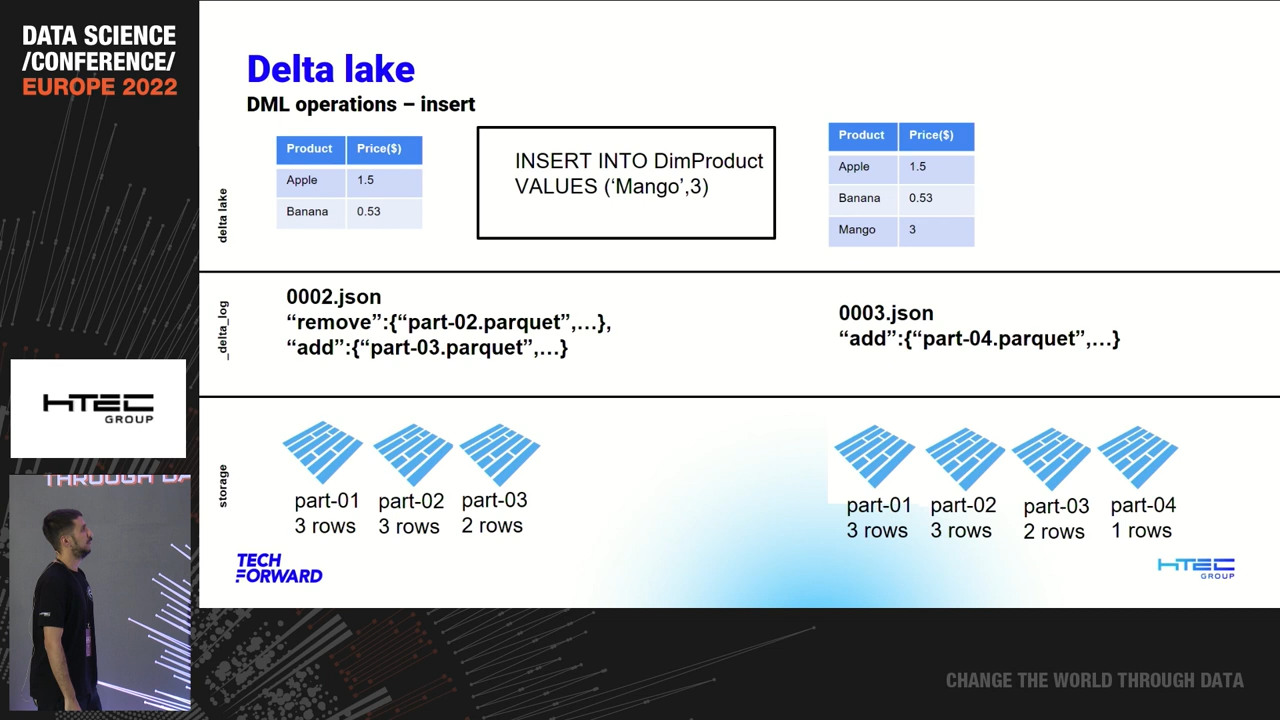 DATA SCIENCE
/CONFERENCE/
EUROPE 2022
Delta lake
DML operations – insert
delta lake
Product Price($)
Apple 1.5
Banana 0.53
INSERT INTO DimProduct
VALUES (‘Mango’,3)
Product Price($)
Apple 1.5
Banana 0.53
Mango 3
_delta_log
0002.json
“remove”:{“part-02.parquet”,…},
“add”:{“part-03.parquet”,…}
0003.json
“add”:{“part-04.parquet”,…}
storage
part-01 part-02 part-03
3 rows 3 rows 2 rows
part-01 part-02 part-03 part-04
3 rows 3 rows 2 rows 1 rows
TECH
FORWARD
HTEC
GROUP
HTEC
GROUP
THROUGH DA
CHANGE THE WORLD THROUGH DATA